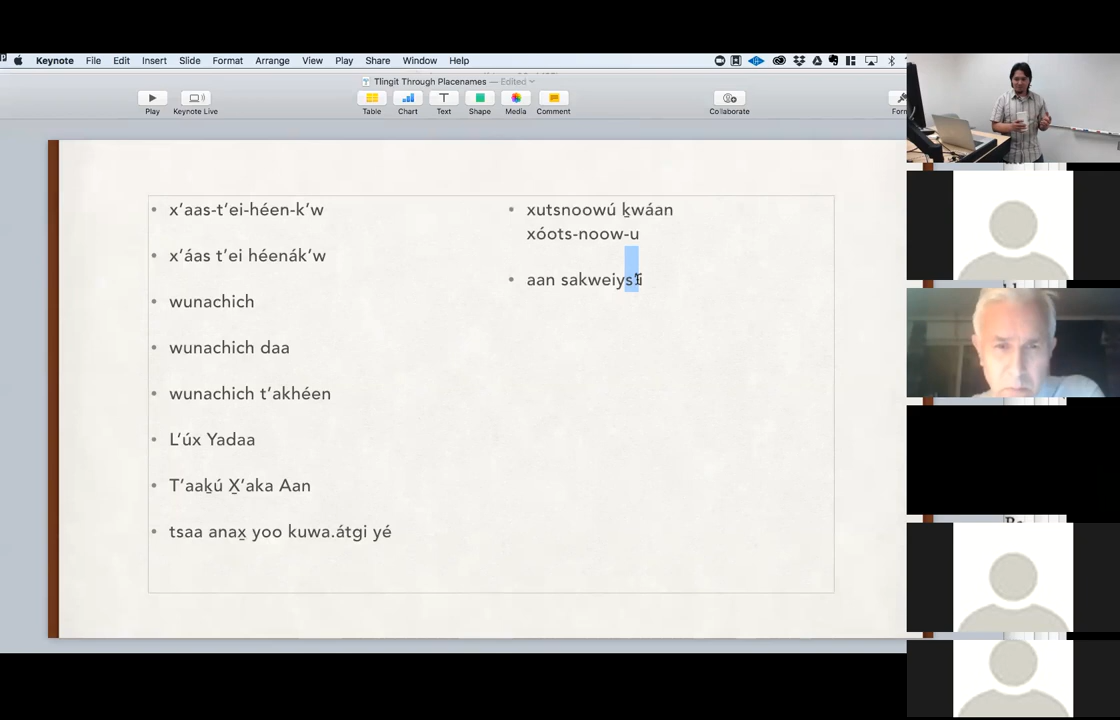 Keynote File Edit Insert Slide Format Arrange View Play Share Window Help
Tlingit Through Placenames — Edited
Play Keynote Live Table Chart Text Shape Media Comment Collaborate
x’aas-t’ei-héen-k’w
x’áas t’ei héenák’w
wunachich
wunachich daa
wunachich t’akhéen
L’úx Yadaa
T’aaḵú X̱’aka Aan
tsaa anax̱ yoo kuwa.átgi yé
xutsnoowú ḵwáan
xóots-noow-u
aan sakweiys’í